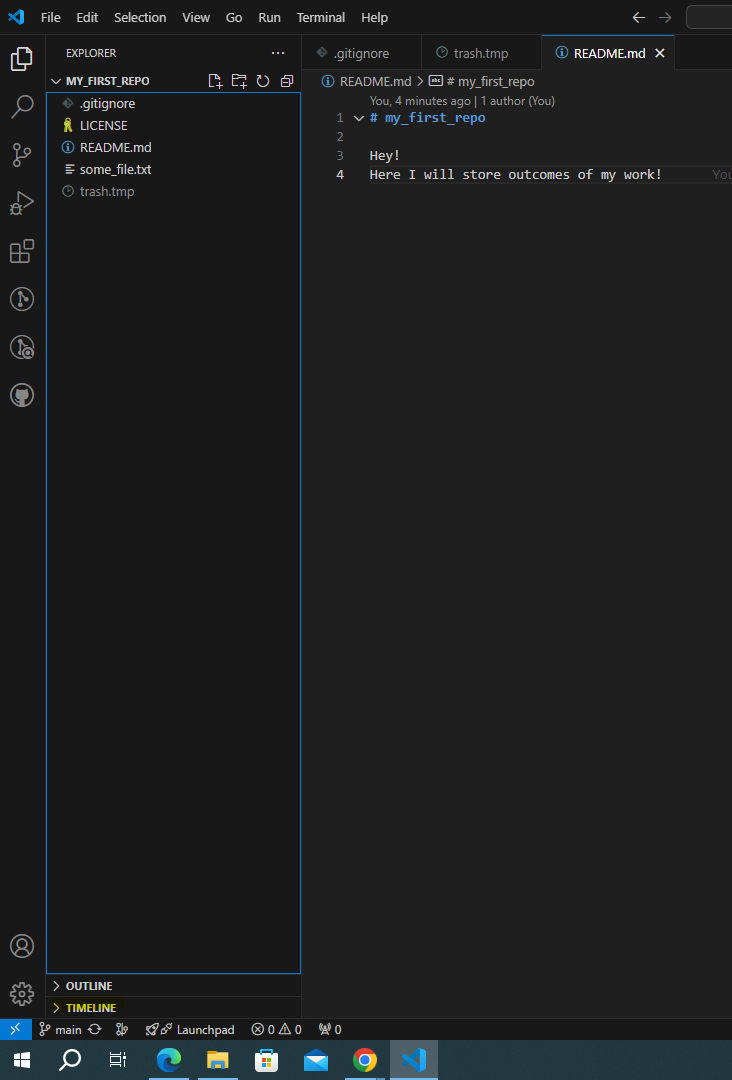 File Edit Selection View Go Run Terminal Help
EXPLORER
MY_FIRST_REPO
.gitignore
LICENSE
README.md
some_file.txt
trash.tmp
.gitignore trash.tmp README.md
README.md > # my_first_repo
You, 4 minutes ago | 1 author (You)
1 # my_first_repo
2
3 Hey!
4 Here I will store outcomes of my work! You
OUTLINE
TIMELINE
main Launchpad 0 0 0